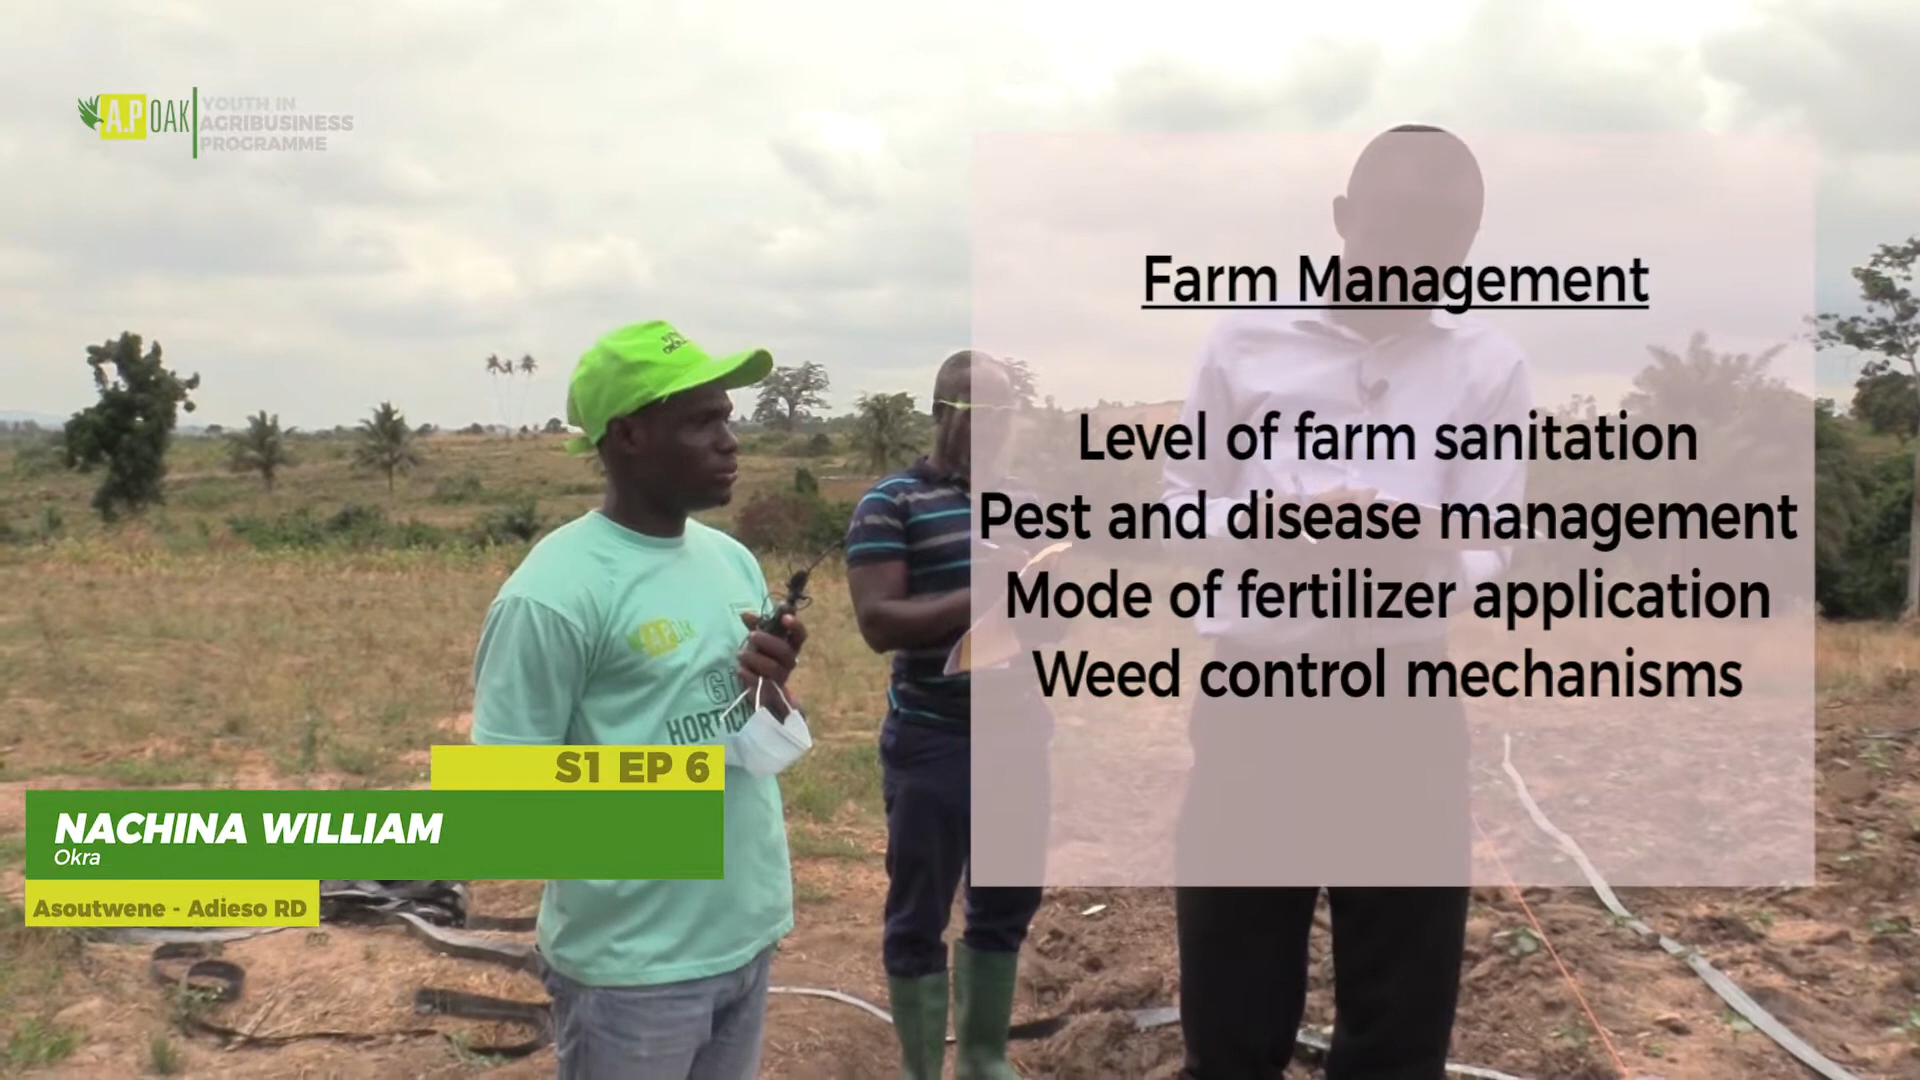 A.P OAK
YOUTH IN
AGRIBUSINESS
PROGRAMME
Farm Management
Level of farm sanitation
Pest and disease management
Mode of fertilizer application
Weed control mechanisms
A.P OAK
S1 EP 6
NACHINA WILLIAM
Okra
Asoutwene - Adieso RD